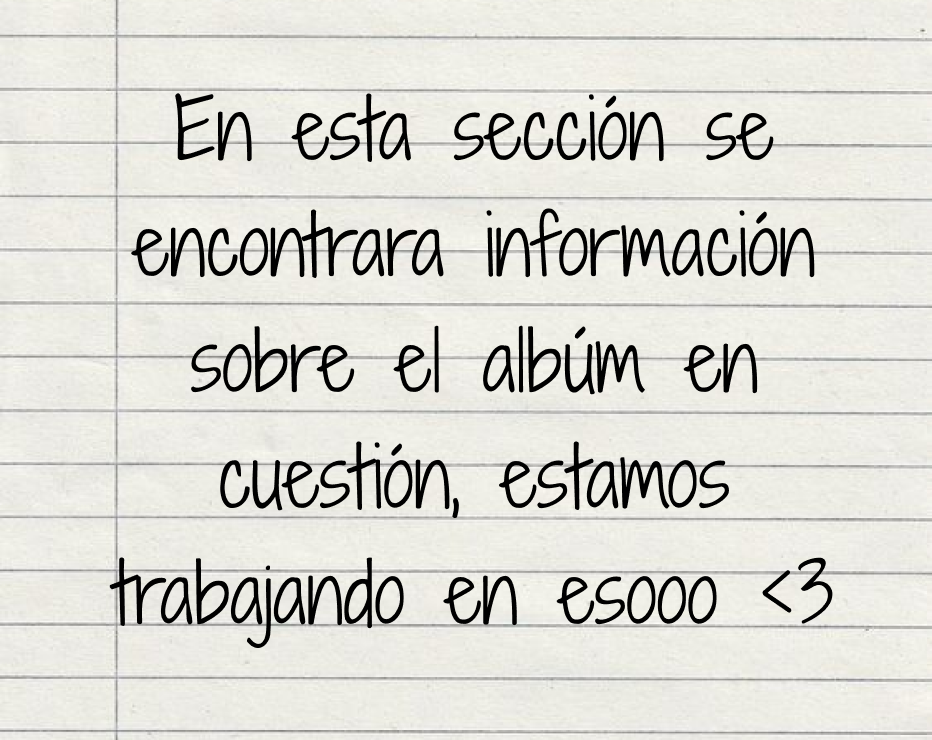 En esta sección se
encontrara información
sobre el albúm en
cuestión, estamos
trabajando en esooo <3